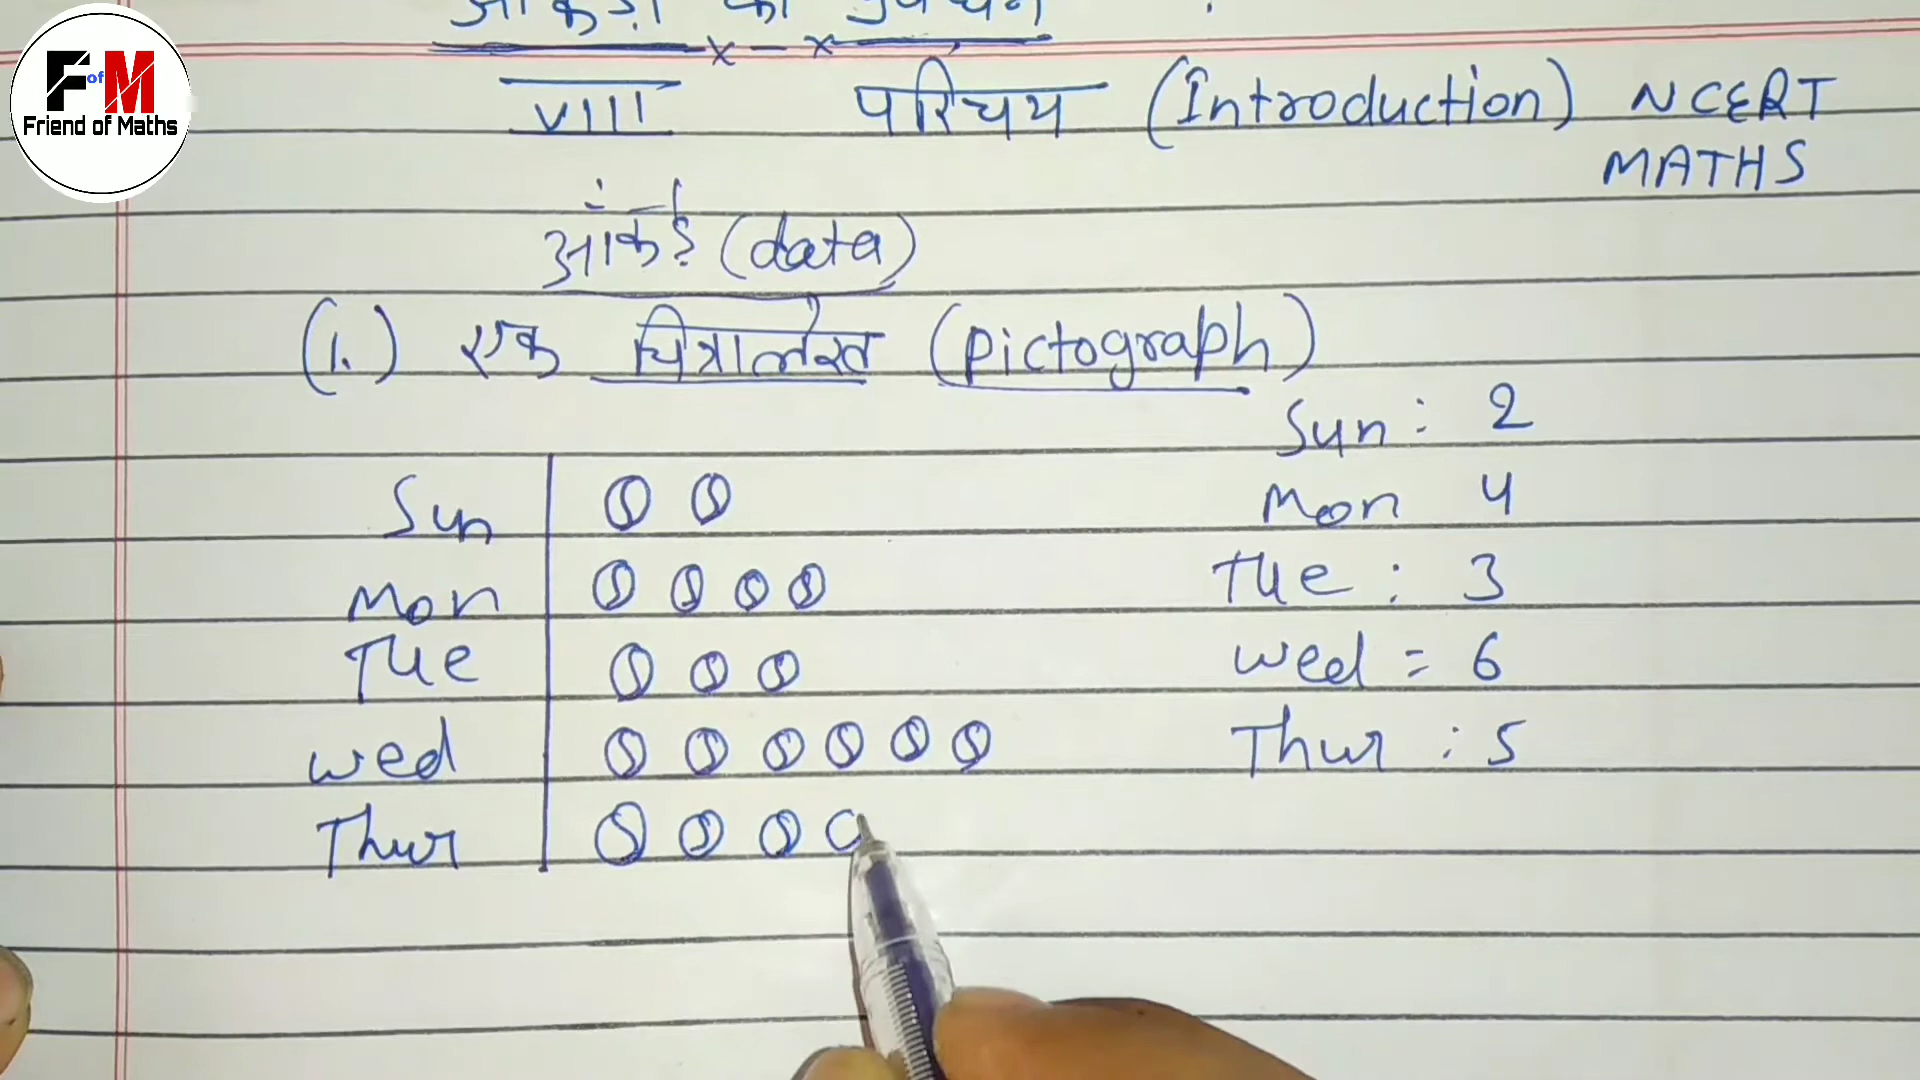 F of M
Friend of Maths
VIII परिचय (Introduction) NCERT
MATHS
आंकड़े (data)
(1.) एक चित्रालेख (Pictograph)
Sun : 2
Sun
Mon 4
Mon
Tue : 3
Tue
Wed = 6
Wed
Thur : 5
Thur